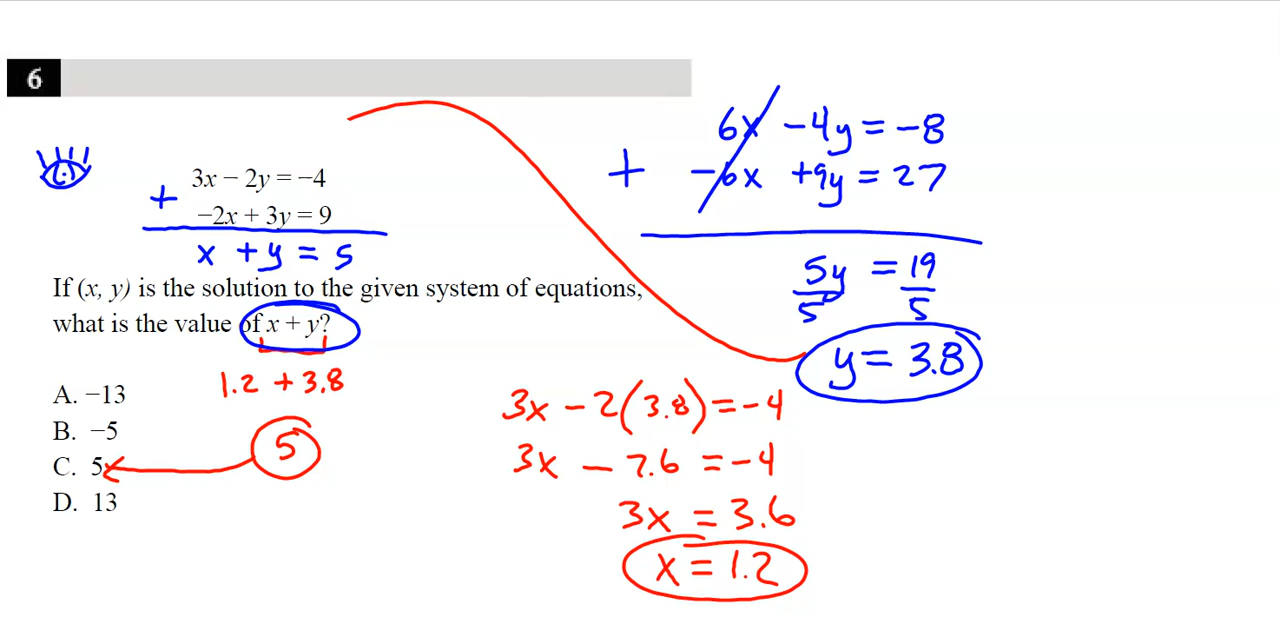 6
3x − 2y = −4
+
−2x + 3y = 9
x + y = 5
If (x, y) is the solution to the given system of equations,
what is the value of x + y?
1.2 + 3.8
5
A. −13
B. −5
C. 5
D. 13
6x − 4y = −8
+
−6x + 9y = 27
5y = 19
5 5
y = 3.8
3x − 2(3.8) = −4
3x − 7.6 = −4
3x = 3.6
x = 1.2